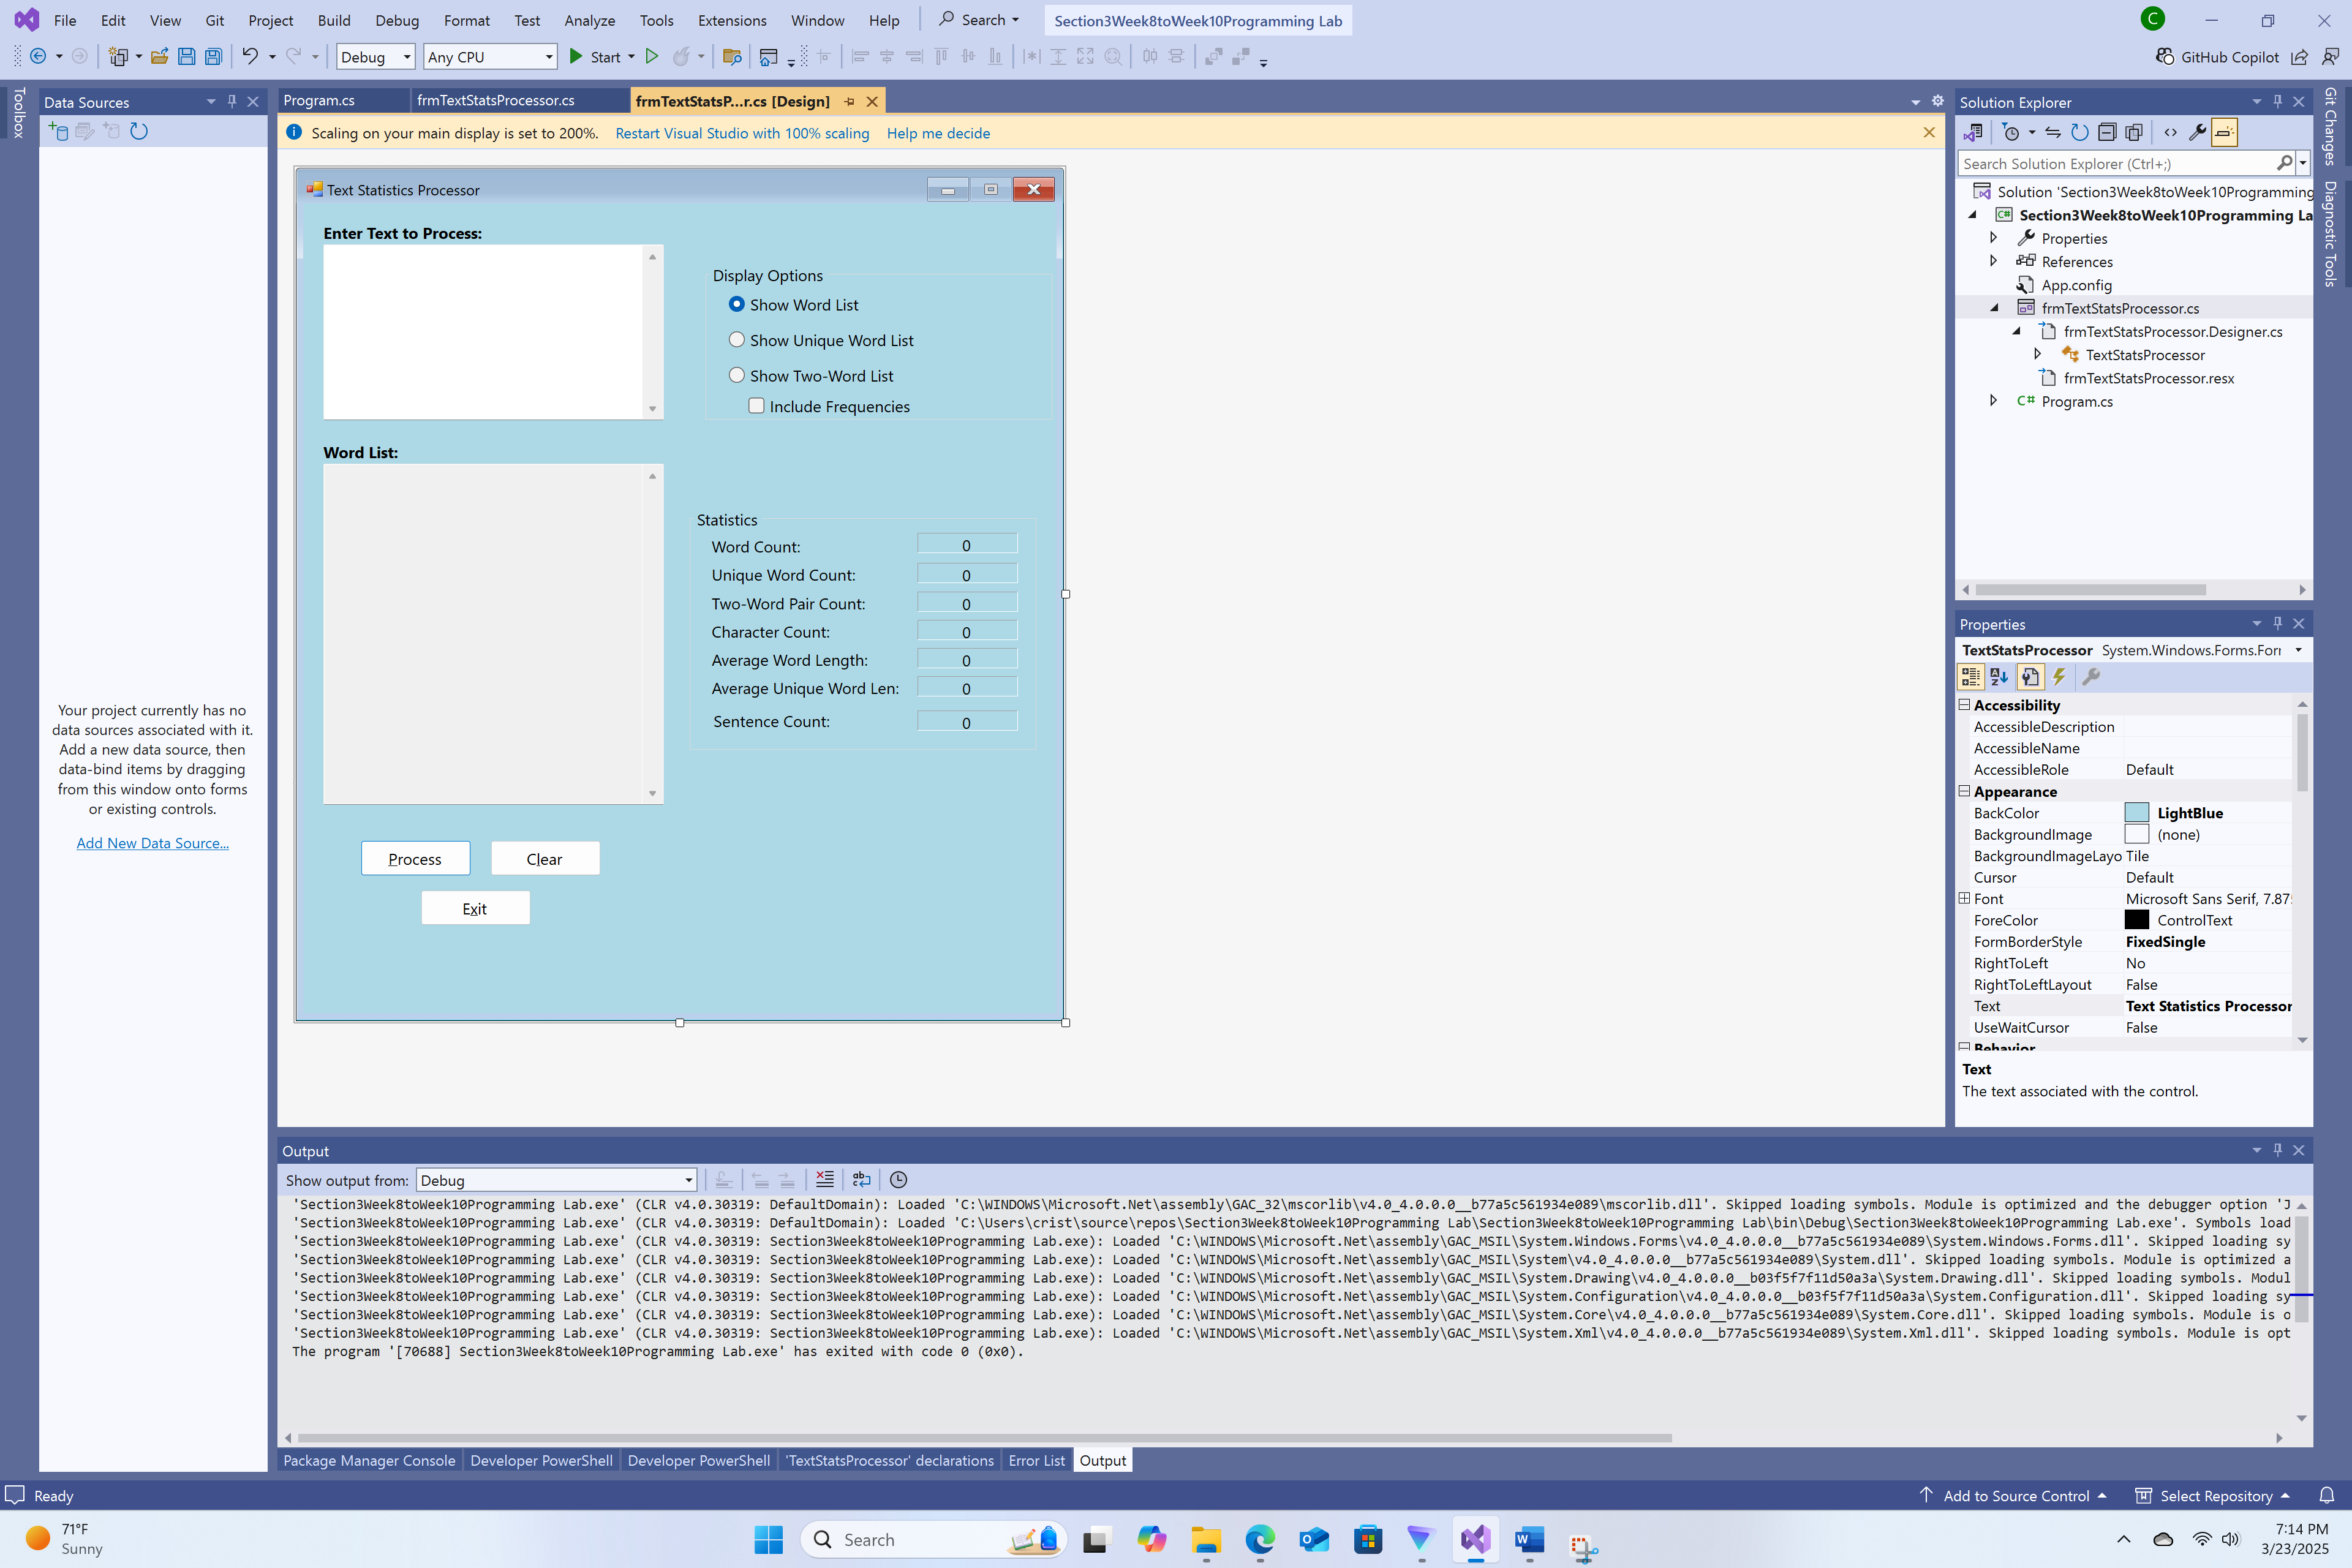 File Edit View Git Project Build Debug Format Test Analyze Tools Extensions Window Help Search Section3Week8toWeek10Programming Lab C
Debug Any CPU Start GitHub Copilot
Toolbox
Data Sources
Your project currently has no
data sources associated with it.
Add a new data source, then
data-bind items by dragging
from this window onto forms
or existing controls.
Add New Data Source...
Program.cs frmTextStatsProcessor.cs frmTextStatsP...r.cs [Design]
Scaling on your main display is set to 200%. Restart Visual Studio with 100% scaling Help me decide
Text Statistics Processor
Enter Text to Process:
Display Options
Show Word List
Show Unique Word List
Show Two-Word List
Include Frequencies
Word List:
Statistics
Word Count: 0
Unique Word Count: 0
Two-Word Pair Count: 0
Character Count: 0
Average Word Length: 0
Average Unique Word Len: 0
Sentence Count: 0
Process Clear
Exit
Solution Explorer
Search Solution Explorer (Ctrl+;)
Solution 'Section3Week8toWeek10Programming
C# Section3Week8toWeek10Programming La
Properties
References
App.config
frmTextStatsProcessor.cs
frmTextStatsProcessor.Designer.cs
TextStatsProcessor
frmTextStatsProcessor.resx
C# Program.cs
Git Changes
Diagnostic Tools
Properties
TextStatsProcessor System.Windows.Forms.Forr
Accessibility
AccessibleDescription
AccessibleName
AccessibleRole Default
Appearance
BackColor LightBlue
BackgroundImage (none)
BackgroundImageLayo Tile
Cursor Default
Font Microsoft Sans Serif, 7.875
ForeColor ControlText
FormBorderStyle FixedSingle
RightToLeft No
RightToLeftLayout False
Text Text Statistics Processor
UseWaitCursor False
Behavior
Text
The text associated with the control.
Output
Show output from: Debug
'Section3Week8toWeek10Programming Lab.exe' (CLR v4.0.30319: DefaultDomain): Loaded 'C:\WINDOWS\Microsoft.Net\assembly\GAC_32\mscorlib\v4.0_4.0.0.0__b77a5c561934e089\mscorlib.dll'. Skipped loading symbols. Module is optimized and the debugger option 'J
'Section3Week8toWeek10Programming Lab.exe' (CLR v4.0.30319: DefaultDomain): Loaded 'C:\Users\crist\source\repos\Section3Week8toWeek10Programming Lab\Section3Week8toWeek10Programming Lab\bin\Debug\Section3Week8toWeek10Programming Lab.exe'. Symbols load
'Section3Week8toWeek10Programming Lab.exe' (CLR v4.0.30319: Section3Week8toWeek10Programming Lab.exe): Loaded 'C:\WINDOWS\Microsoft.Net\assembly\GAC_MSIL\System.Windows.Forms\v4.0_4.0.0.0__b77a5c561934e089\System.Windows.Forms.dll'. Skipped loading sy
'Section3Week8toWeek10Programming Lab.exe' (CLR v4.0.30319: Section3Week8toWeek10Programming Lab.exe): Loaded 'C:\WINDOWS\Microsoft.Net\assembly\GAC_MSIL\System\v4.0_4.0.0.0__b77a5c561934e089\System.dll'. Skipped loading symbols. Module is optimized a
'Section3Week8toWeek10Programming Lab.exe' (CLR v4.0.30319: Section3Week8toWeek10Programming Lab.exe): Loaded 'C:\WINDOWS\Microsoft.Net\assembly\GAC_MSIL\System.Drawing\v4.0_4.0.0.0__b03f5f7f11d50a3a\System.Drawing.dll'. Skipped loading symbols. Modul
'Section3Week8toWeek10Programming Lab.exe' (CLR v4.0.30319: Section3Week8toWeek10Programming Lab.exe): Loaded 'C:\WINDOWS\Microsoft.Net\assembly\GAC_MSIL\System.Configuration\v4.0_4.0.0.0__b03f5f7f11d50a3a\System.Configuration.dll'. Skipped loading sy
'Section3Week8toWeek10Programming Lab.exe' (CLR v4.0.30319: Section3Week8toWeek10Programming Lab.exe): Loaded 'C:\WINDOWS\Microsoft.Net\assembly\GAC_MSIL\System.Core\v4.0_4.0.0.0__b77a5c561934e089\System.Core.dll'. Skipped loading symbols. Module is o
'Section3Week8toWeek10Programming Lab.exe' (CLR v4.0.30319: Section3Week8toWeek10Programming Lab.exe): Loaded 'C:\WINDOWS\Microsoft.Net\assembly\GAC_MSIL\System.Xml\v4.0_4.0.0.0__b77a5c561934e089\System.Xml.dll'. Skipped loading symbols. Module is opt
The program '[70688] Section3Week8toWeek10Programming Lab.exe' has exited with code 0 (0x0).
Package Manager Console Developer PowerShell Developer PowerShell 'TextStatsProcessor' declarations Error List Output
Ready Add to Source Control Select Repository
71°F
Sunny
Search
7:14 PM
3/23/2025